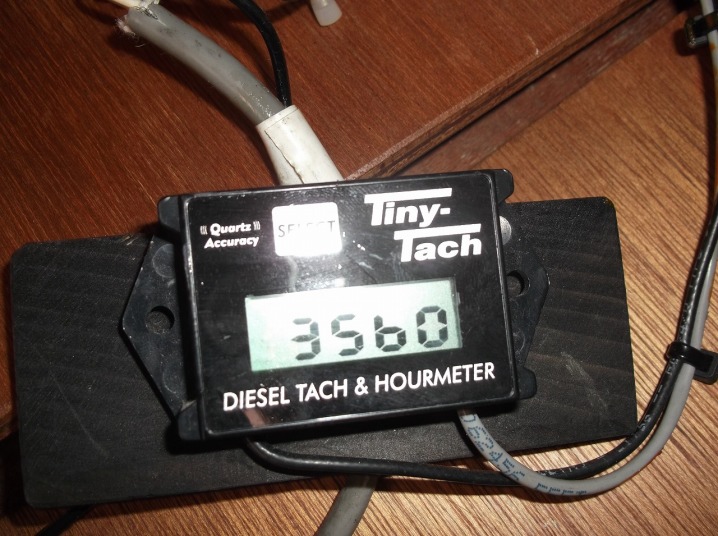 Quartz
Accuracy
SELECT
Tiny-
Tach
3560
DIESEL TACH & HOURMETER